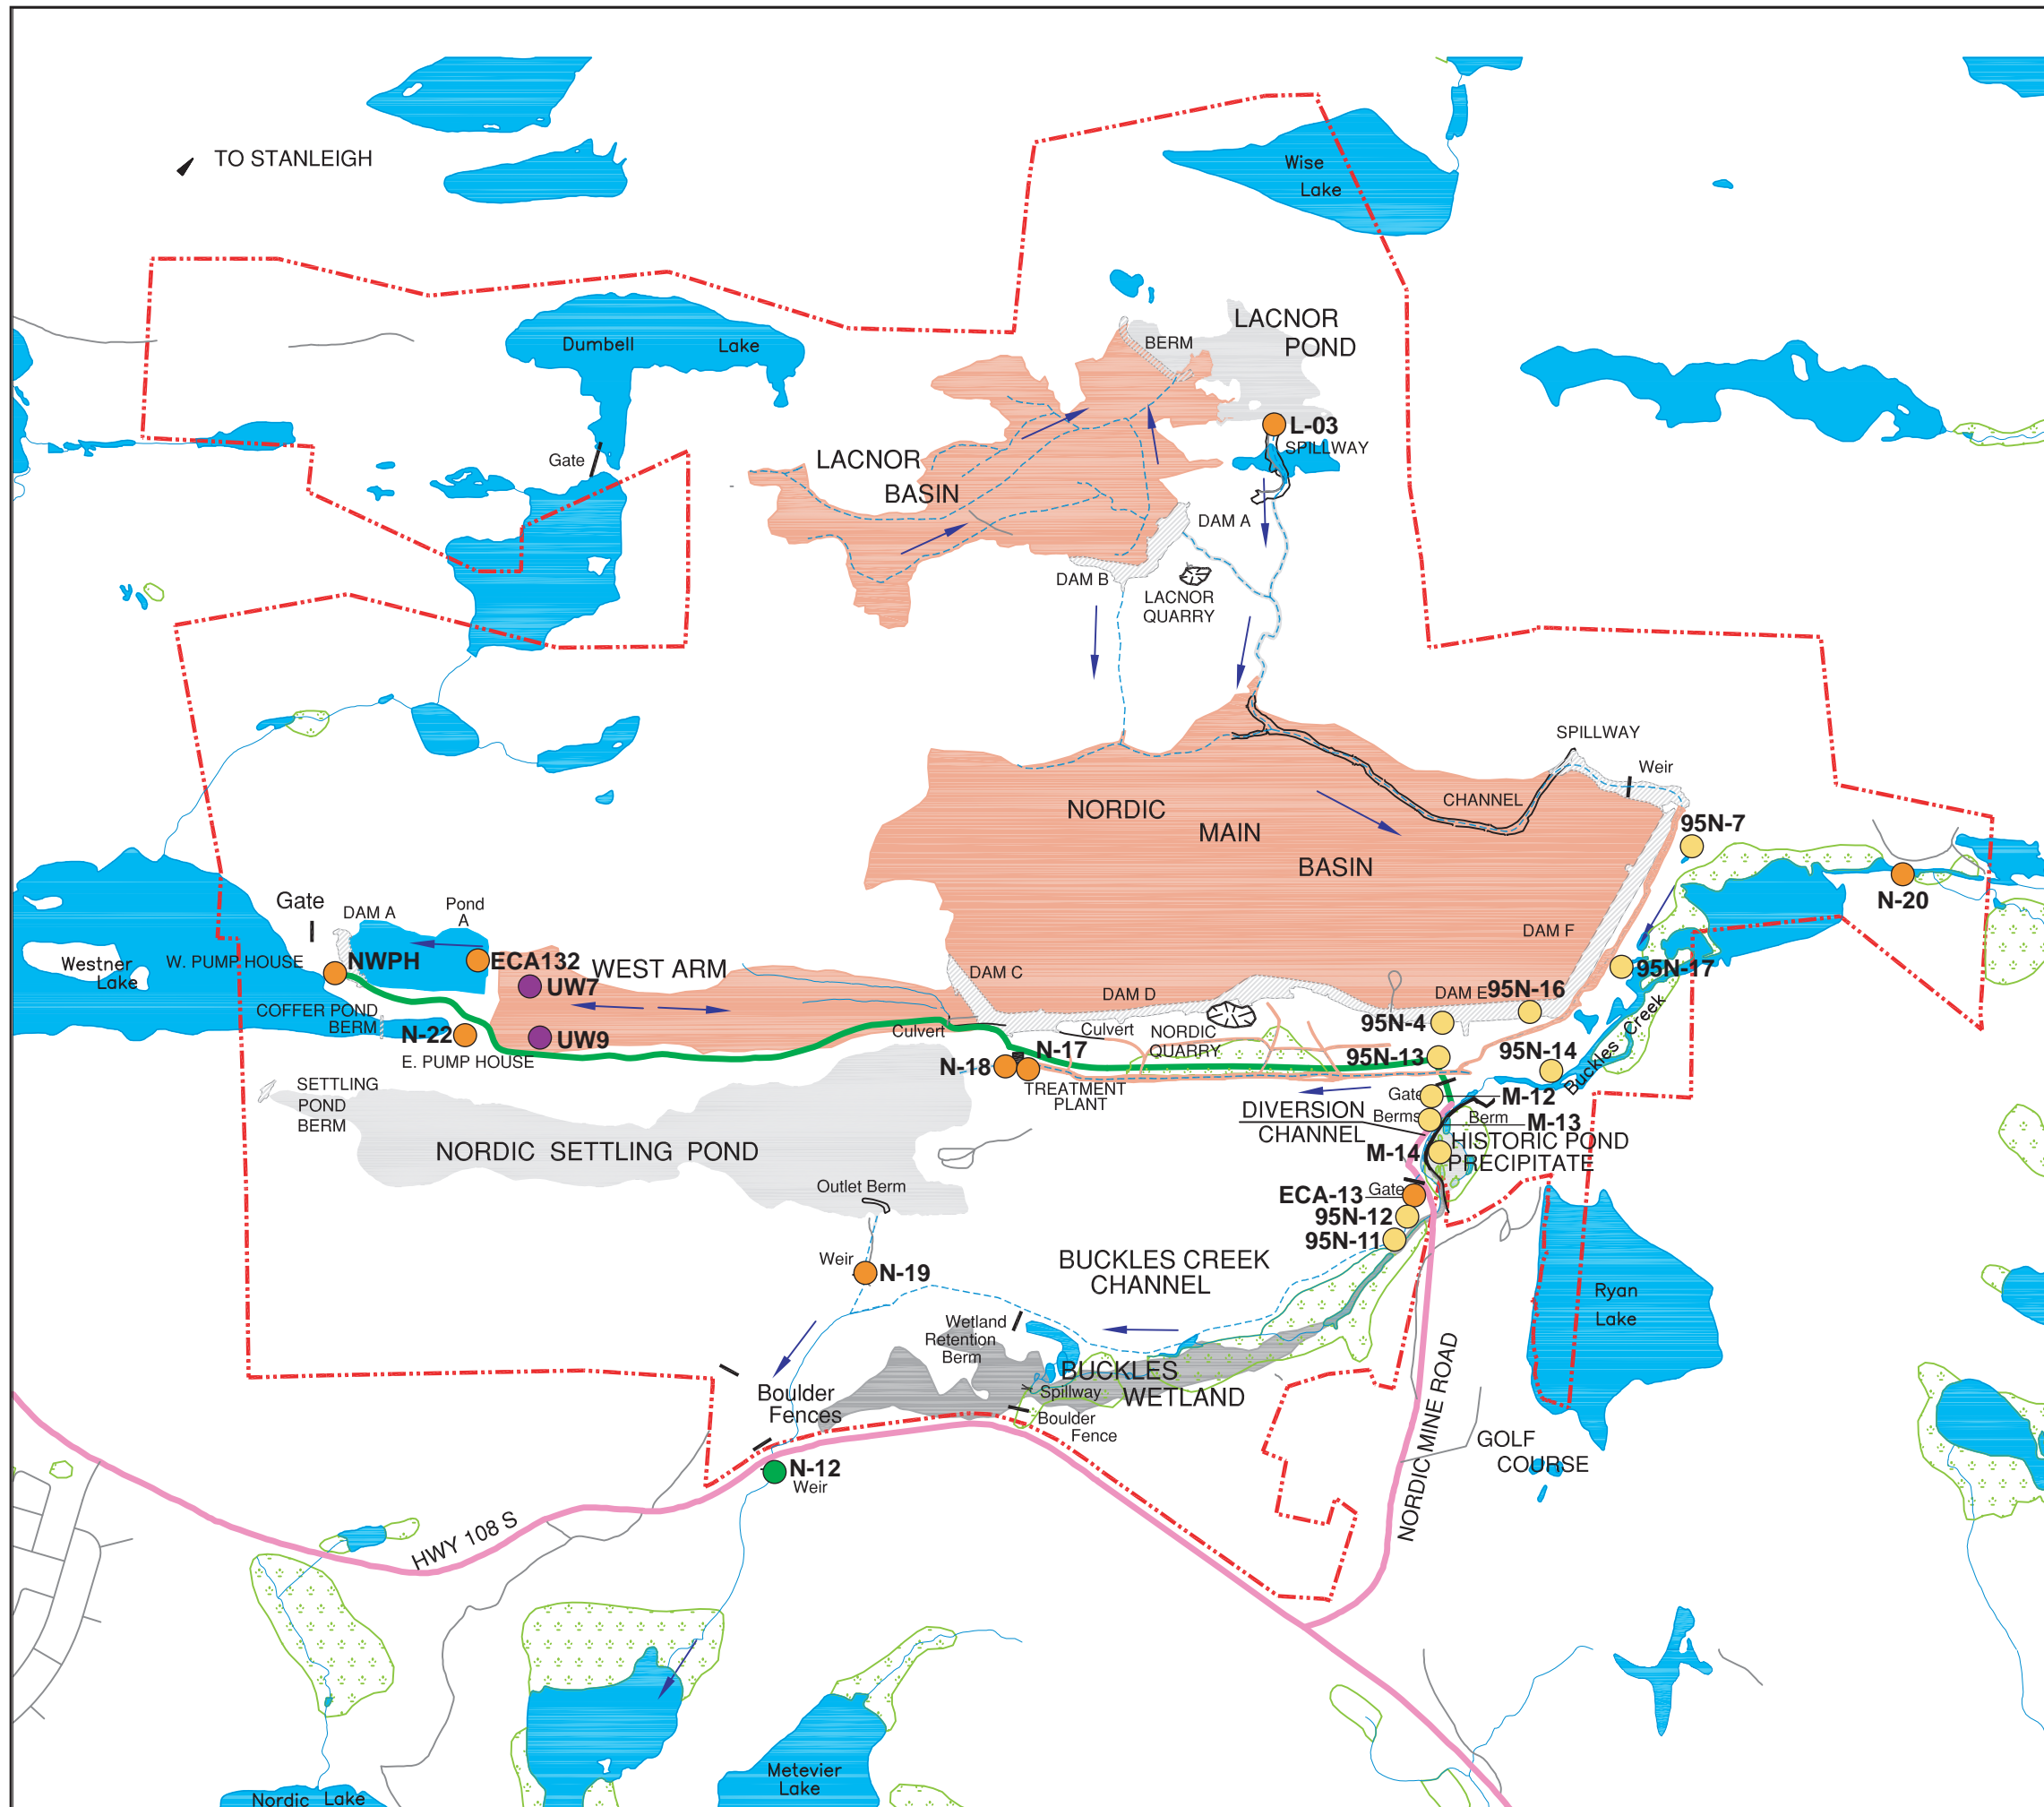 TO STANLEIGH
Wise
Lake
LACNOR
POND
BERM
Dumbell Lake
L-03
SPILLWAY
Gate
LACNOR
BASIN
DAM A
DAM B
LACNOR
QUARRY
SPILLWAY
Weir
NORDIC
MAIN
BASIN
CHANNEL
95N-7
N-20
DAM F
Gate
DAM A
Pond
A
W. PUMP HOUSE
NWPH
ECA132
WEST ARM
UW7
Westner
Lake
COFFER POND
BERM
N-22
UW9
E. PUMP HOUSE
DAM C
DAM D
DAM E
95N-16
95N-17
95N-4
Culvert
Culvert
NORDIC
QUARRY
95N-13
95N-14
Buckles Creek
N-18
N-17
TREATMENT
PLANT
SETTLING
POND
BERM
NORDIC SETTLING POND
Gate
M-12
DIVERSION
CHANNEL
Berms
Berm
M-13
HISTORIC POND
PRECIPITATE
M-14
Outlet Berm
ECA-13
Gate
95N-12
95N-11
Weir
N-19
BUCKLES CREEK
CHANNEL
Ryan
Lake
Wetland
Retention
Berm
BUCKLES
WETLAND
Spillway
Boulder
Fences
Boulder
Fence
NORDIC MINE ROAD
GOLF
COURSE
N-12
Weir
HWY 108 S
Metevier
Lake
Nordic Lake